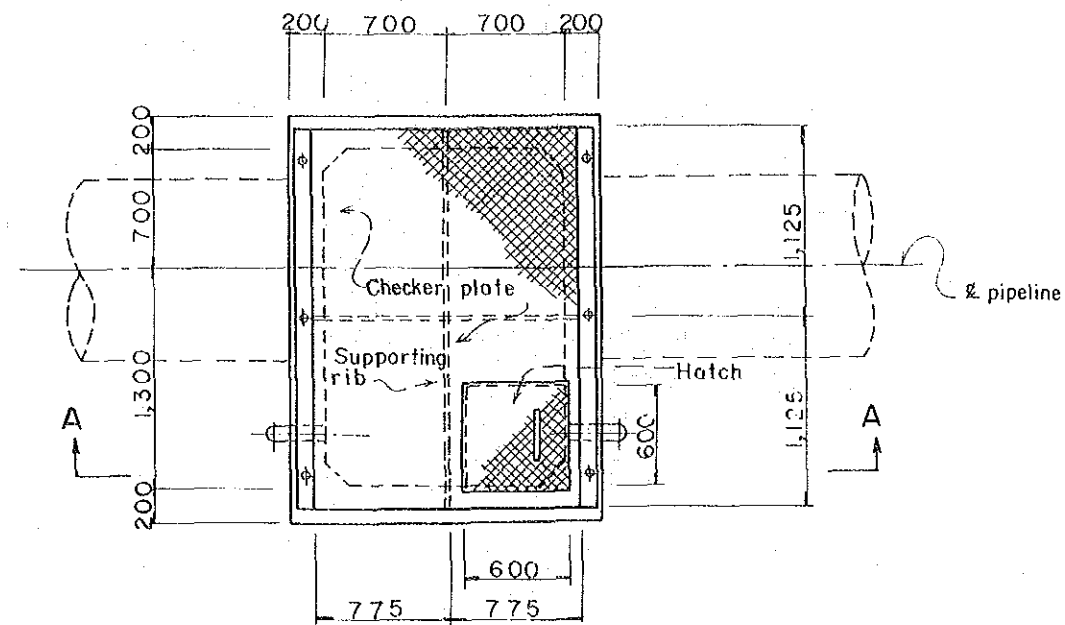 200 700 700 200
200
700
1,300
200
1,125
1,125
Checker plate
℄ pipeline
Supporting
rib
Hatch
A
A
600
600
775 775